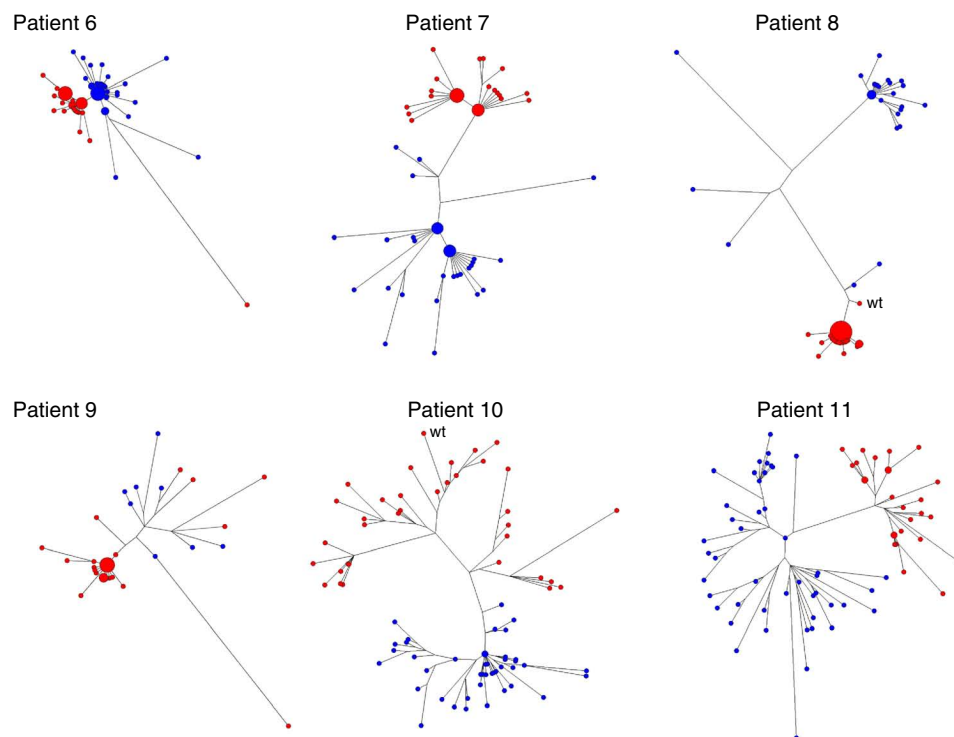 Patient 6
Patient 7
Patient 8
wt
Patient 9
Patient 10
Patient 11
wt